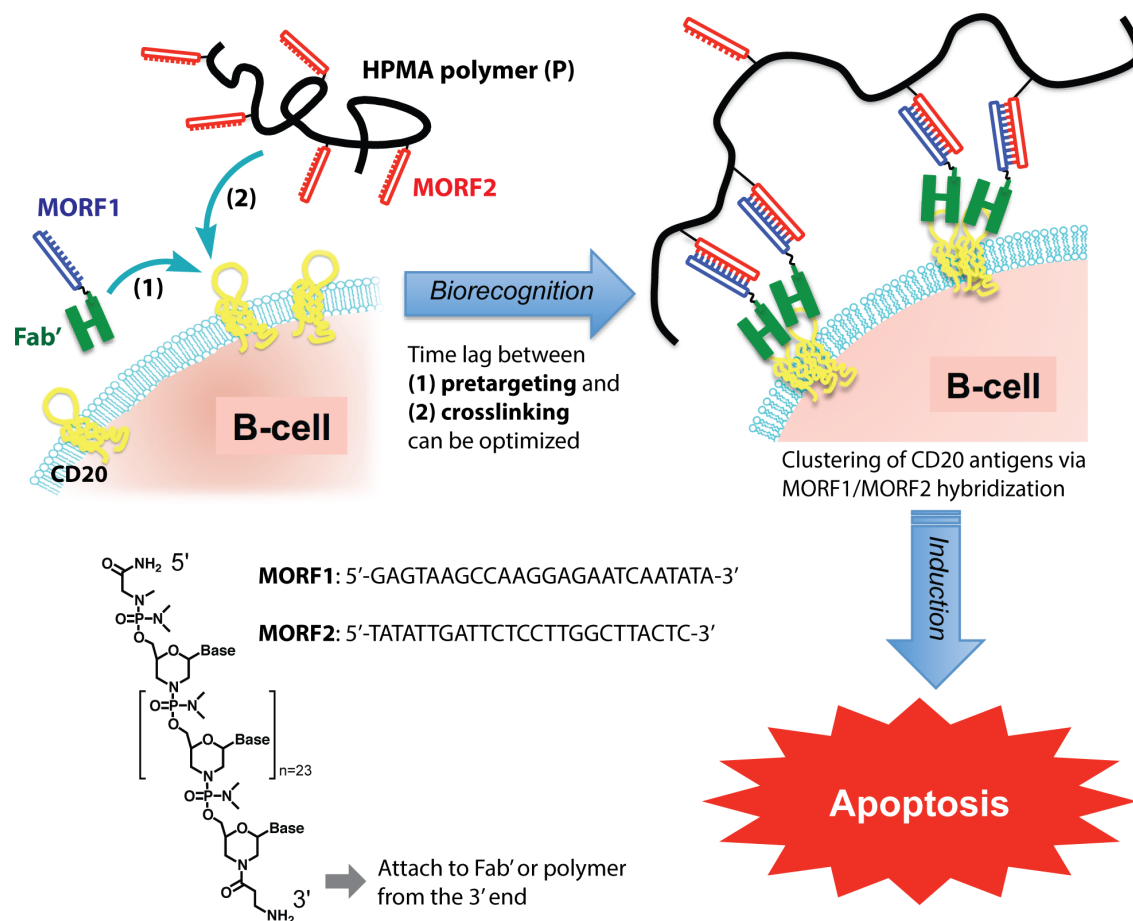 HPMA polymer (P)
MORF2
MORF1
(2)
(1)
Fab'
B-cell
CD20
Biorecognition
Time lag between
(1) pretargeting and
(2) crosslinking
can be optimized
B-cell
Clustering of CD20 antigens via
MORF1/MORF2 hybridization
Induction
Apoptosis
MORF1: 5′-GAGTAAGCCAAGGAGAATCAATATA-3′
MORF2: 5′-TATATTGATTCTCCTTGGCTTACTC-3′
O NH₂ 5'
N
O=P-N
O
O Base
N
O=P-N
O
O Base
n=23
N
O=P-N
O
O Base
N
O 3'
NH₂
Attach to Fab′ or polymer
from the 3′ end